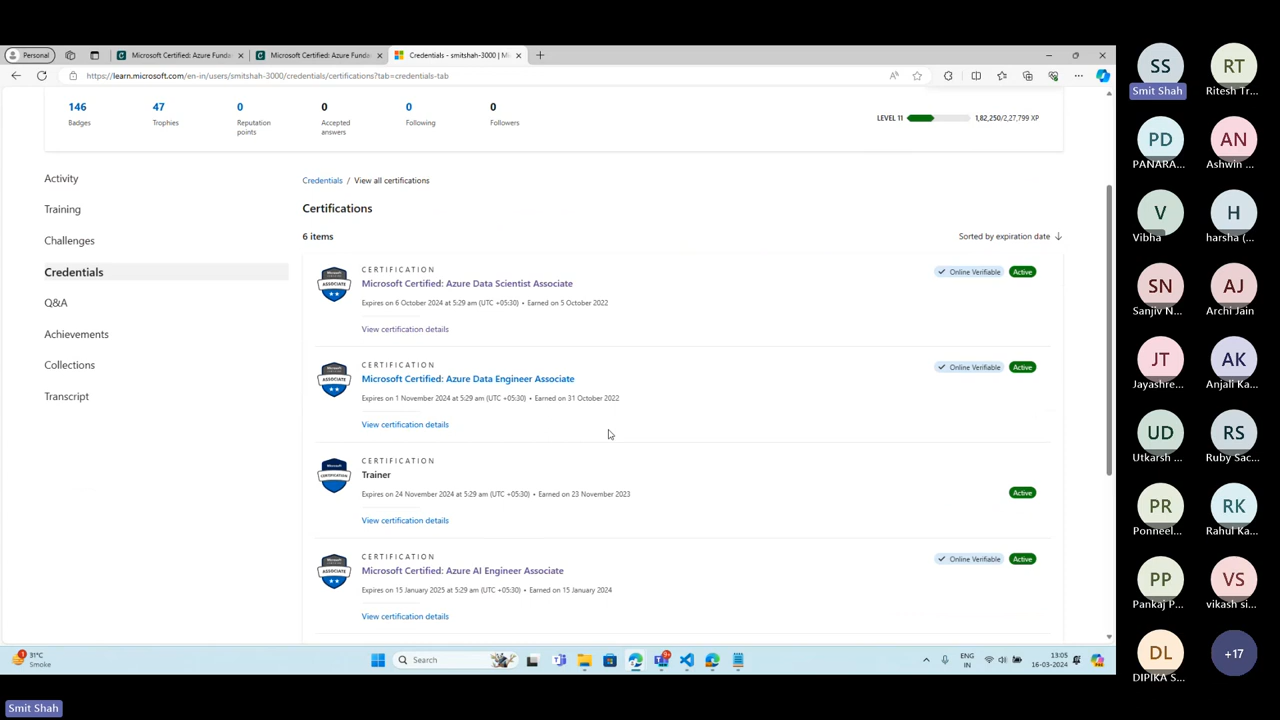 Personal
Microsoft Certified: Azure Funda
Microsoft Certified: Azure Funda
Credentials - smitshah-3000 | Mi
https://learn.microsoft.com/en-in/users/smitshah-3000/credentials/certifications?tab=credentials-tab
146
47
0
0
0
0
Badges
Trophies
Reputation points
Accepted answers
Following
Followers
LEVEL 11
1,82,250/2,27,799 XP
Activity
Training
Challenges
Credentials
Q&A
Achievements
Collections
Transcript
Credentials / View all certifications
Certifications
6 items
Sorted by expiration date
CERTIFICATION
Microsoft Certified: Azure Data Scientist Associate
Expires on 6 October 2024 at 5:29 am (UTC +05:30) • Earned on 5 October 2022
View certification details
Online Verifiable
Active
ASSOCIATE
CERTIFICATION
Microsoft Certified: Azure Data Engineer Associate
Expires on 1 November 2024 at 5:29 am (UTC +05:30) • Earned on 31 October 2022
View certification details
Online Verifiable
Active
ASSOCIATE
CERTIFICATION
Trainer
Expires on 24 November 2024 at 5:29 am (UTC +05:30) • Earned on 23 November 2023
View certification details
Active
CERTIFICATION
Microsoft Certified: Azure AI Engineer Associate
Expires on 15 January 2025 at 5:29 am (UTC +05:30) • Earned on 15 January 2024
View certification details
Online Verifiable
Active
ASSOCIATE
31°C
Smoke
Search
ENG
IN
13:05
16-03-2024
SS
Smit Shah
RT
Ritesh Tr...
PD
PANARA...
AN
Ashwin ...
V
Vibha
H
harsha (...
SN
Sanjiv N...
AJ
Archi Jain
JT
Jayashre...
AK
Anjali Ka...
UD
Utkarsh ...
RS
Ruby Sac...
PR
Ponneel...
RK
Rahul Ka...
PP
Pankaj P...
VS
vikash si...
DL
DIPIKA S...
+17
Smit Shah